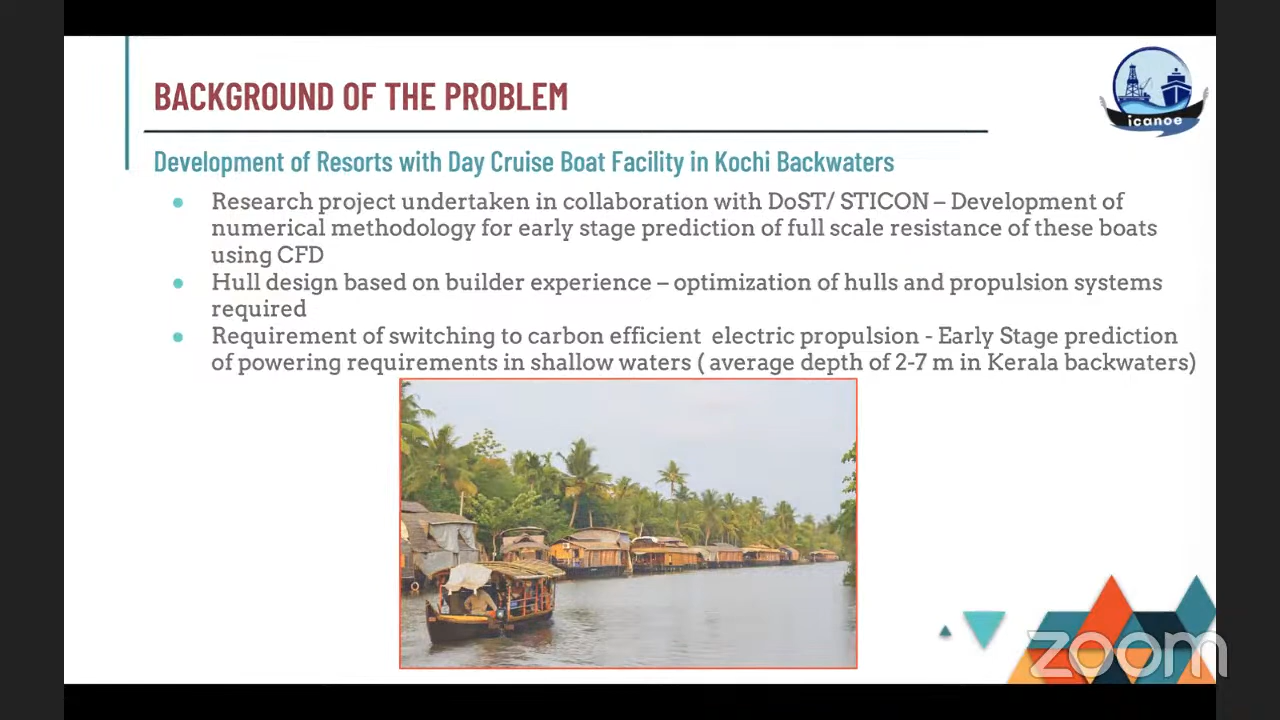 BACKGROUND OF THE PROBLEM
icanoe
Development of Resorts with Day Cruise Boat Facility in Kochi Backwaters
Research project undertaken in collaboration with DoST/ STICON – Development of
numerical methodology for early stage prediction of full scale resistance of these boats
using CFD
Hull design based on builder experience – optimization of hulls and propulsion systems
required
Requirement of switching to carbon efficient electric propulsion - Early Stage prediction
of powering requirements in shallow waters ( average depth of 2-7 m in Kerala backwaters)
zoom